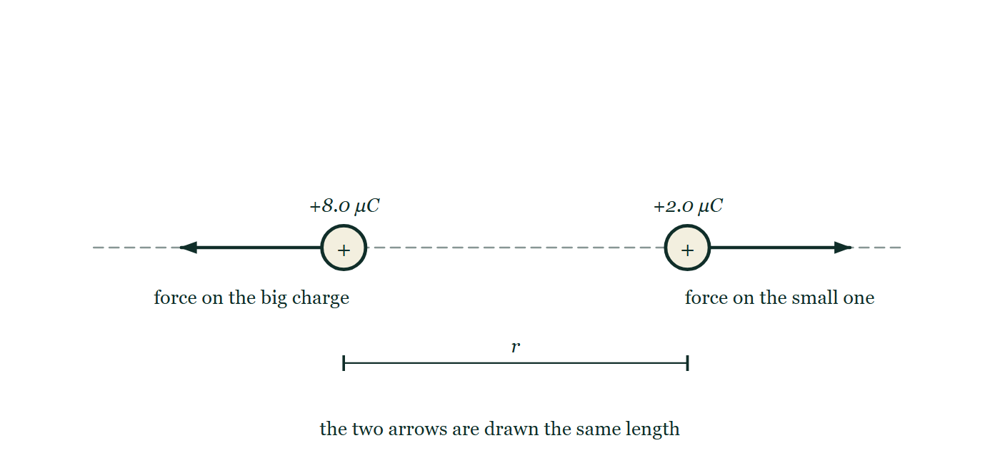 +8.0 μC
+2.0 μC
+
+
force on the big charge
force on the small one
r
the two arrows are drawn the same length